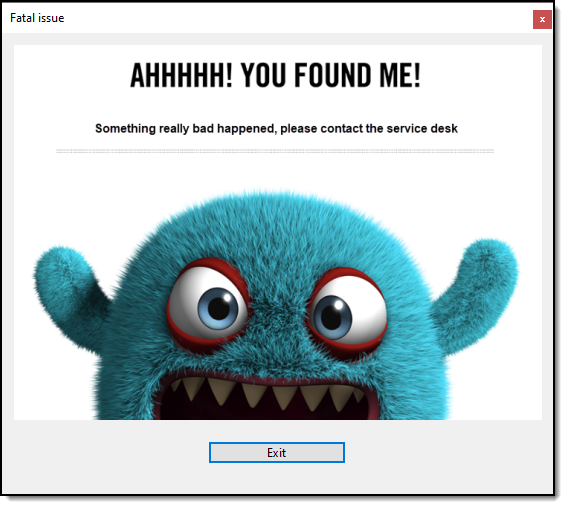 Fatal issue
x
AHHHHH! YOU FOUND ME!
Something really bad happened, please contact the service desk
Exit